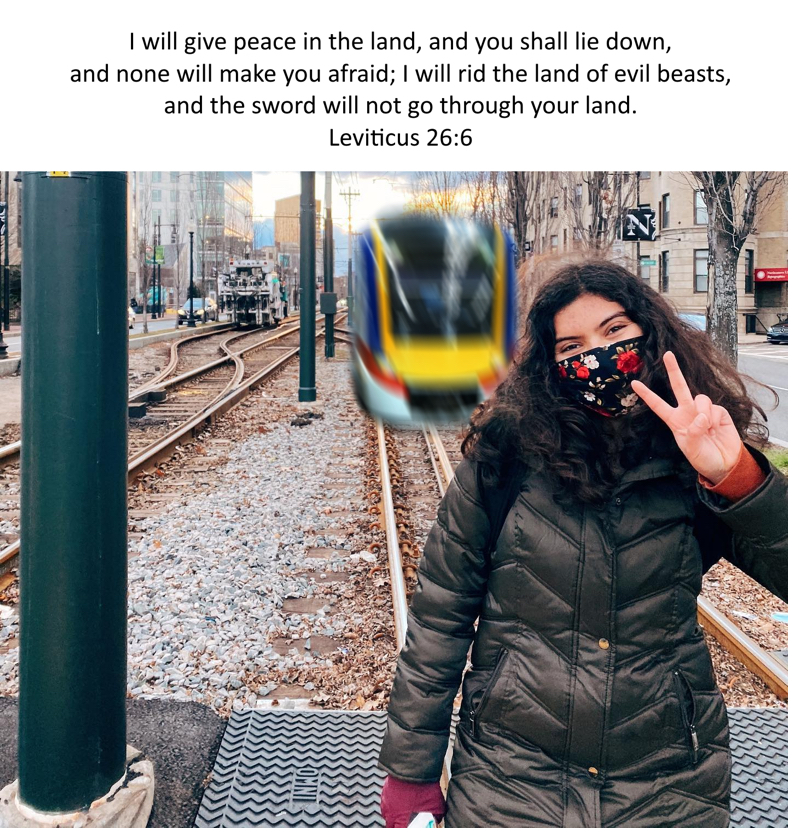 I will give peace in the land, and you shall lie down,
and none will make you afraid; I will rid the land of evil beasts,
and the sword will not go through your land.
Leviticus 26:6
N
OMNI